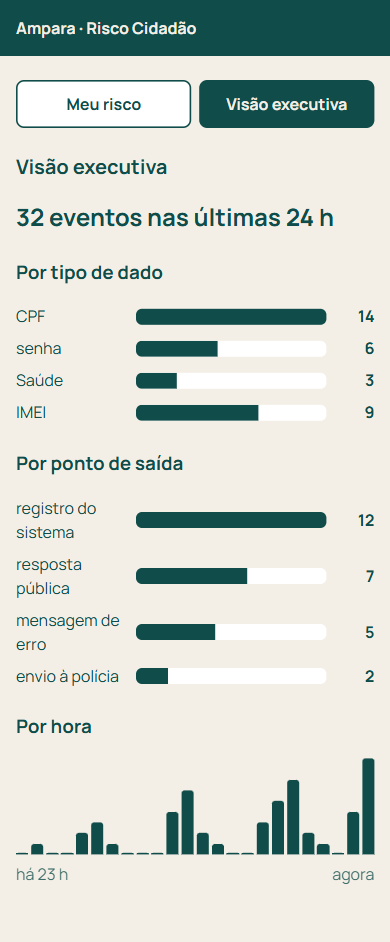 Ampara · Risco Cidadão
Meu risco
Visão executiva
Visão executiva
32 eventos nas últimas 24 h
Por tipo de dado
CPF 14
senha 6
Saúde 3
IMEI 9
Por ponto de saída
registro do
sistema 12
resposta
pública 7
mensagem de
erro 5
envio à polícia 2
Por hora
há 23 h
agora